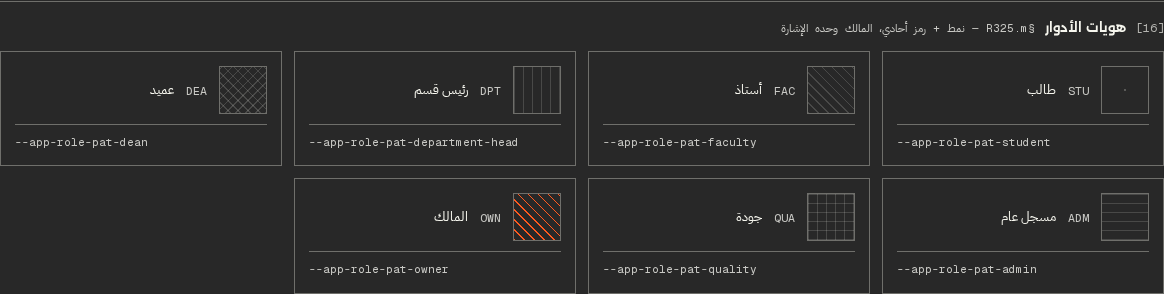 [16] هويات الأدوار §R325.m — نمط + رمز أحادي، المالك وحده الإشارة
STU طالب
--app-role-pat-student
FAC أستاذ
--app-role-pat-faculty
DPT رئيس قسم
--app-role-pat-department-head
DEA عميد
--app-role-pat-dean
ADM مسجل عام
--app-role-pat-admin
QUA جودة
--app-role-pat-quality
OWN المالك
--app-role-pat-owner